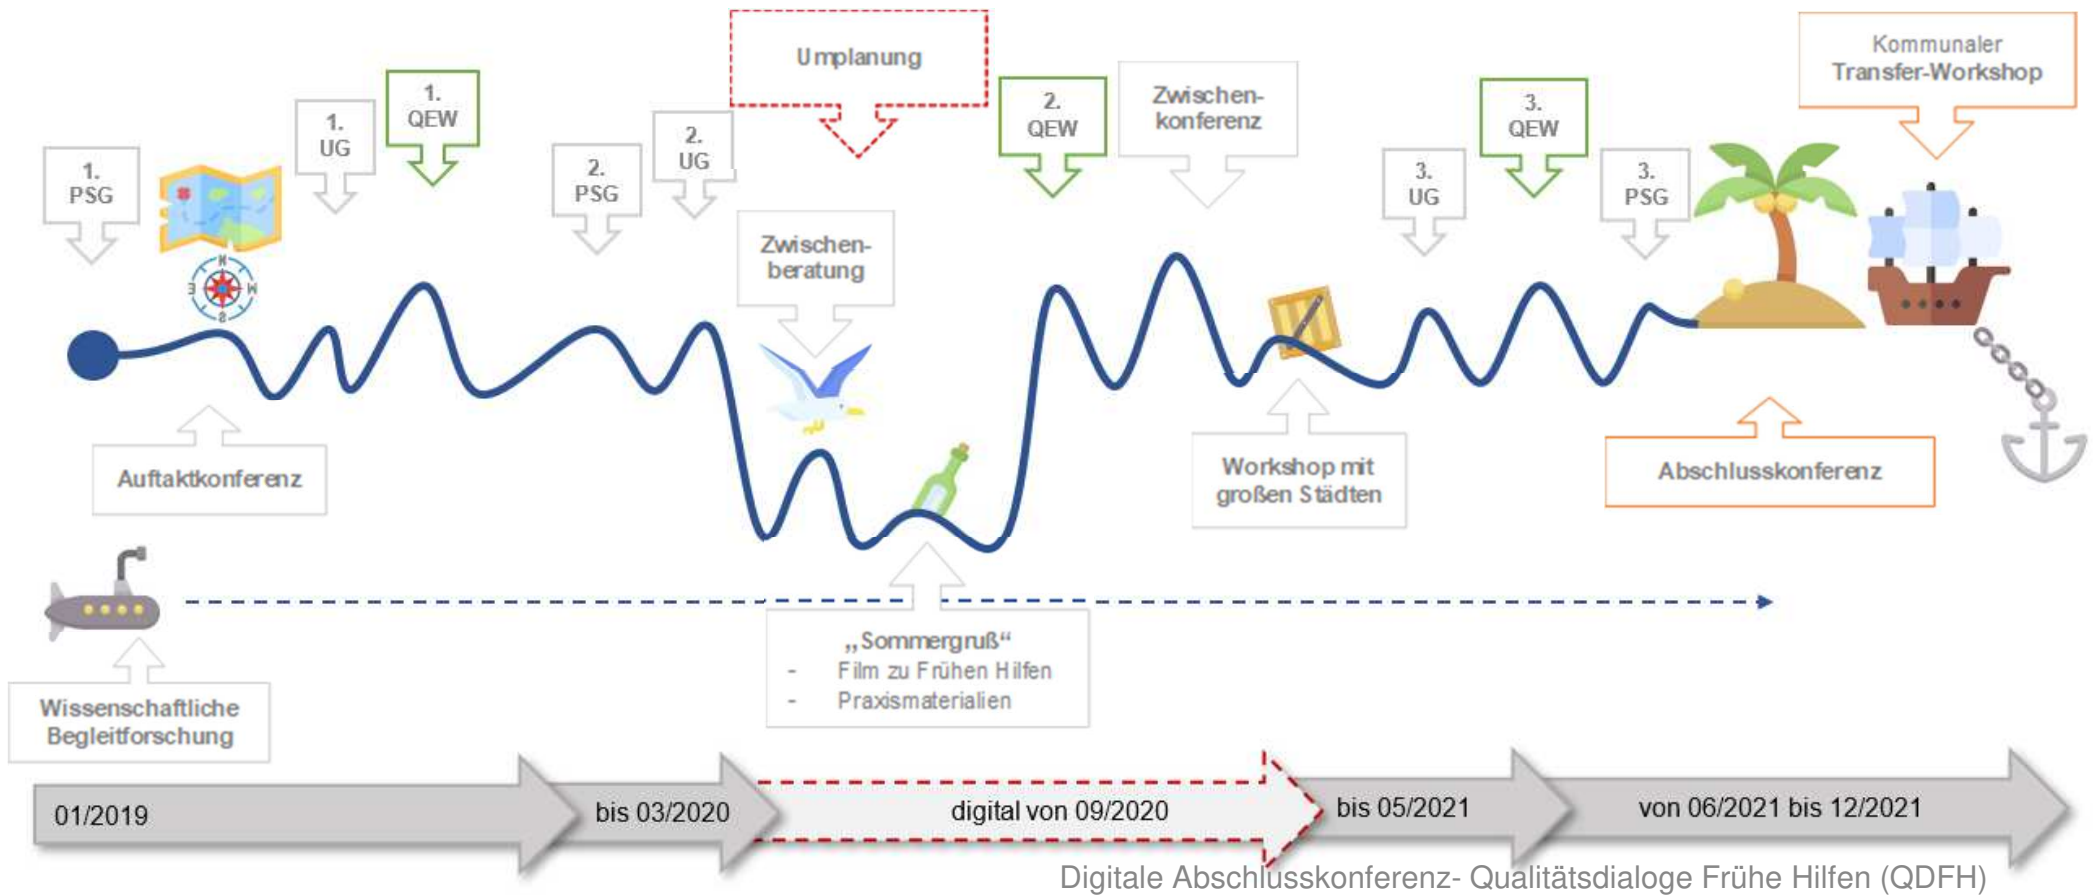 1.
PSG
1.
UG
1.
QEW
2.
PSG
2.
UG
Umplanung
Zwischen-
beratung
2.
QEW
Zwischen-
konferenz
3.
UG
3.
QEW
3.
PSG
Kommunaler
Transfer-Workshop
N
E
W
S
Auftaktkonferenz
Workshop mit
großen Städten
Abschlusskonferenz
Wissenschaftliche
Begleitforschung
„Sommergruß“
- Film zu Frühen Hilfen
- Praxismaterialien
01/2019
bis 03/2020
digital von 09/2020
bis 05/2021
von 06/2021 bis 12/2021
Digitale Abschlusskonferenz- Qualitätsdialoge Frühe Hilfen (QDFH)